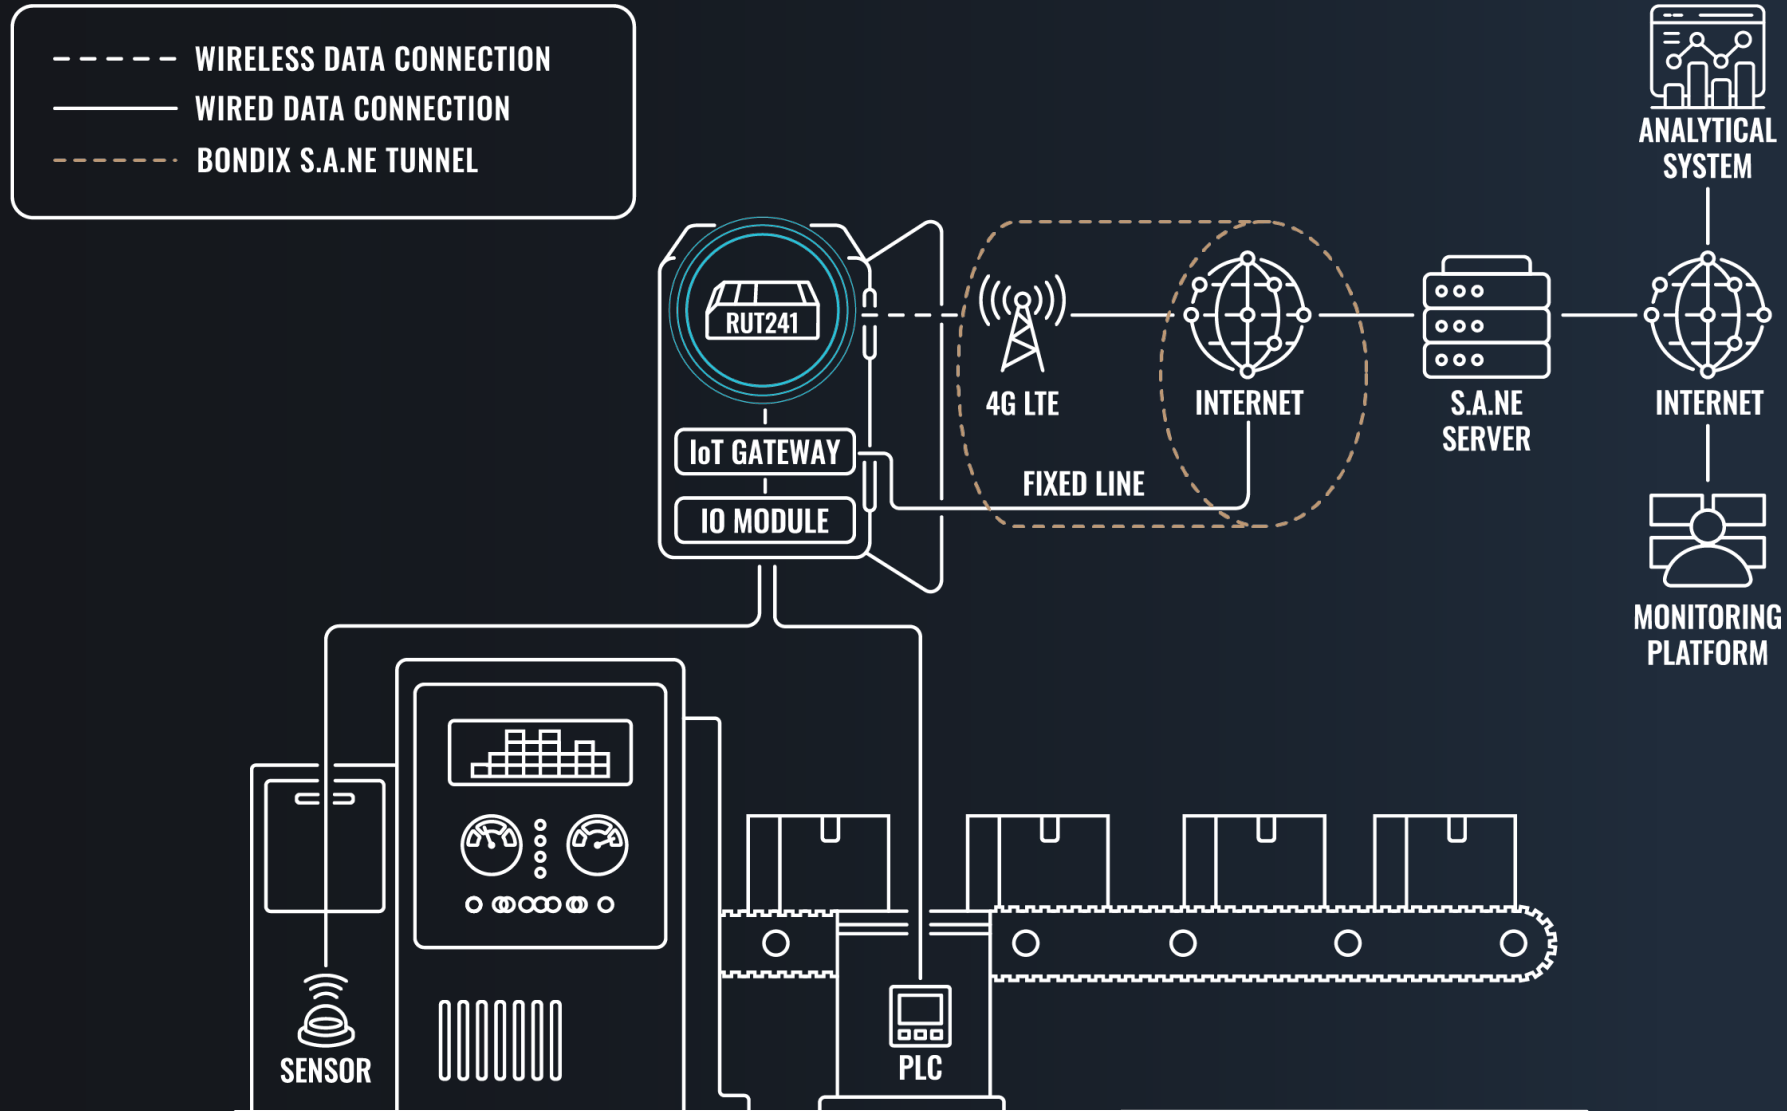 WIRELESS DATA CONNECTION
WIRED DATA CONNECTION
BONDIX S.A.NE TUNNEL
ANALYTICAL
SYSTEM
RUT241
4G LTE
INTERNET
S.A.NE
SERVER
INTERNET
IoT GATEWAY
FIXED LINE
IO MODULE
MONITORING
PLATFORM
SENSOR
PLC